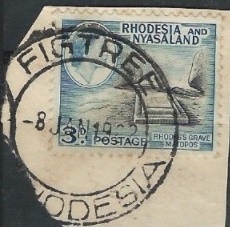 RHODESIA AND
NYASALAND
FIGTREE
-8 JAN 19
3D POSTAGE
RHODES'S GRAVE
MATOPOS
RHODESIA